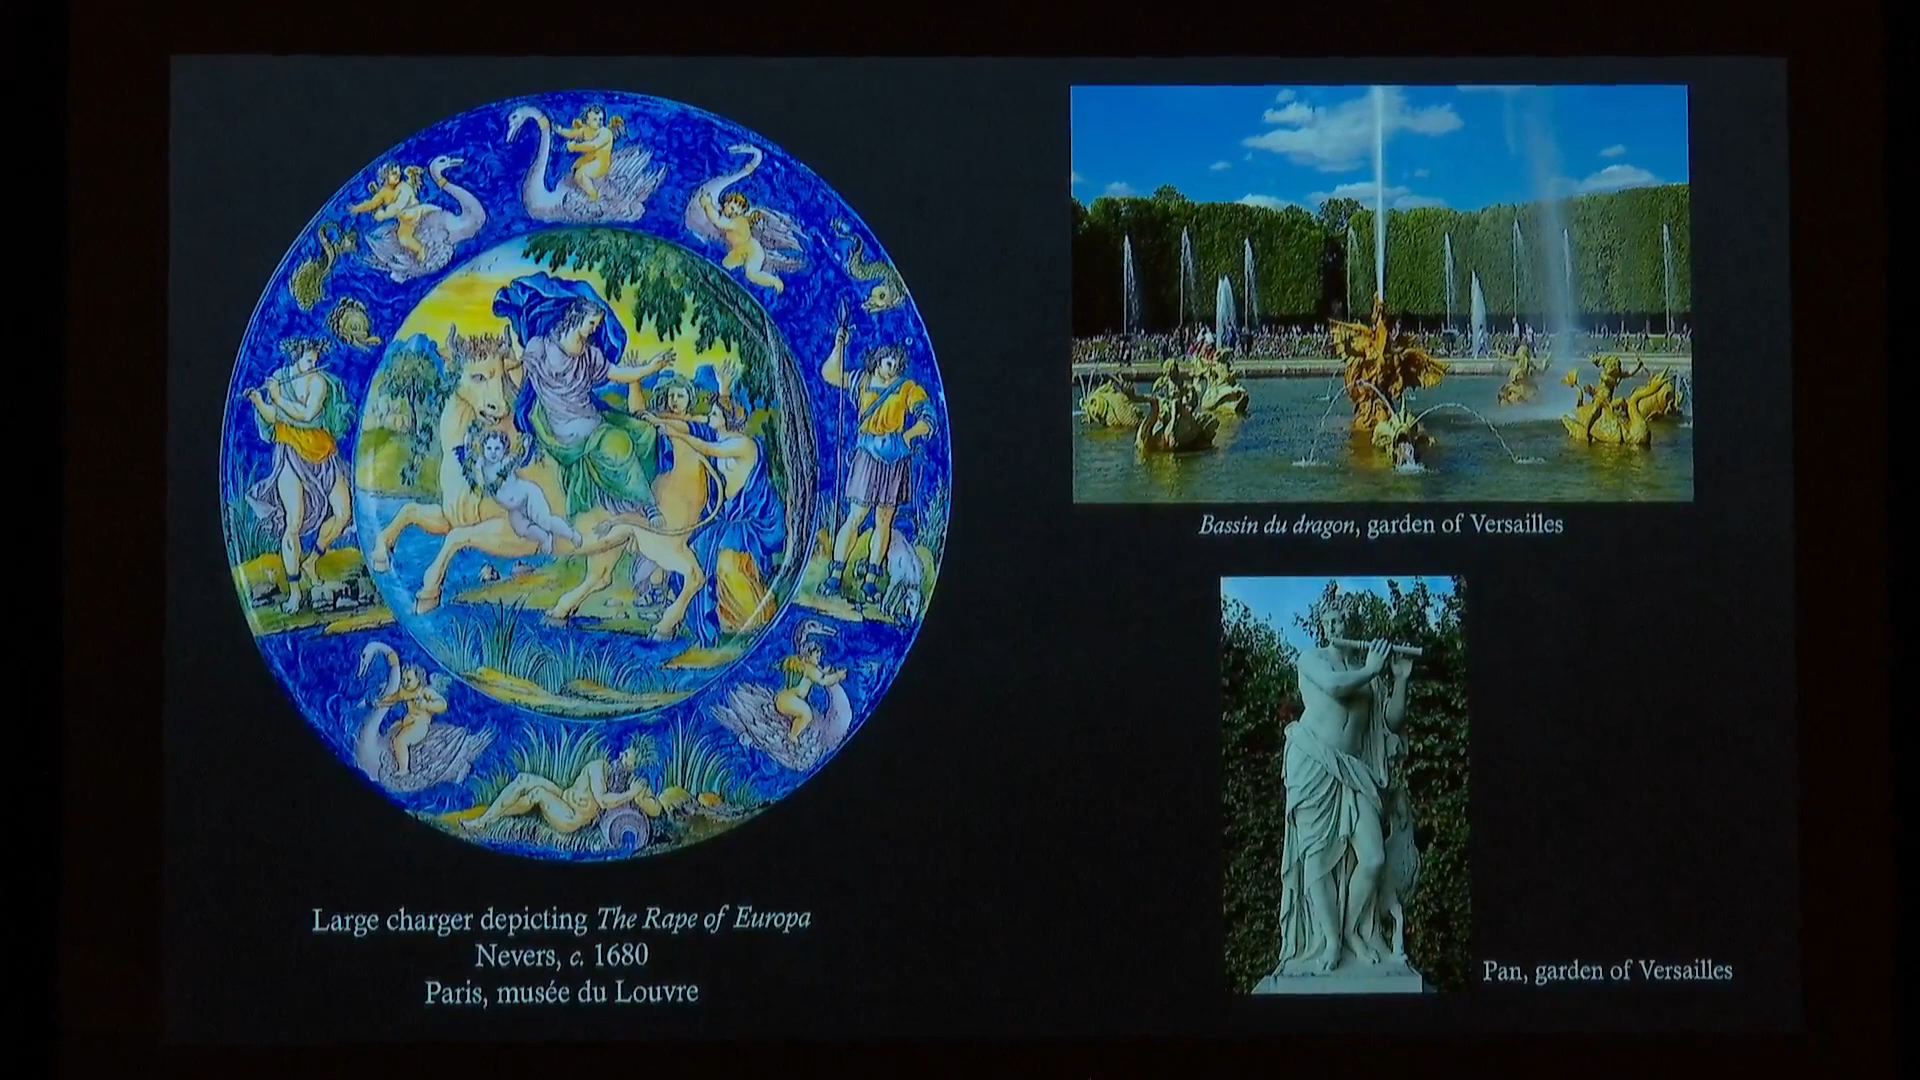 Large charger depicting The Rape of Europa
Nevers, c. 1680
Paris, musée du Louvre
Bassin du dragon, garden of Versailles
Pan, garden of Versailles